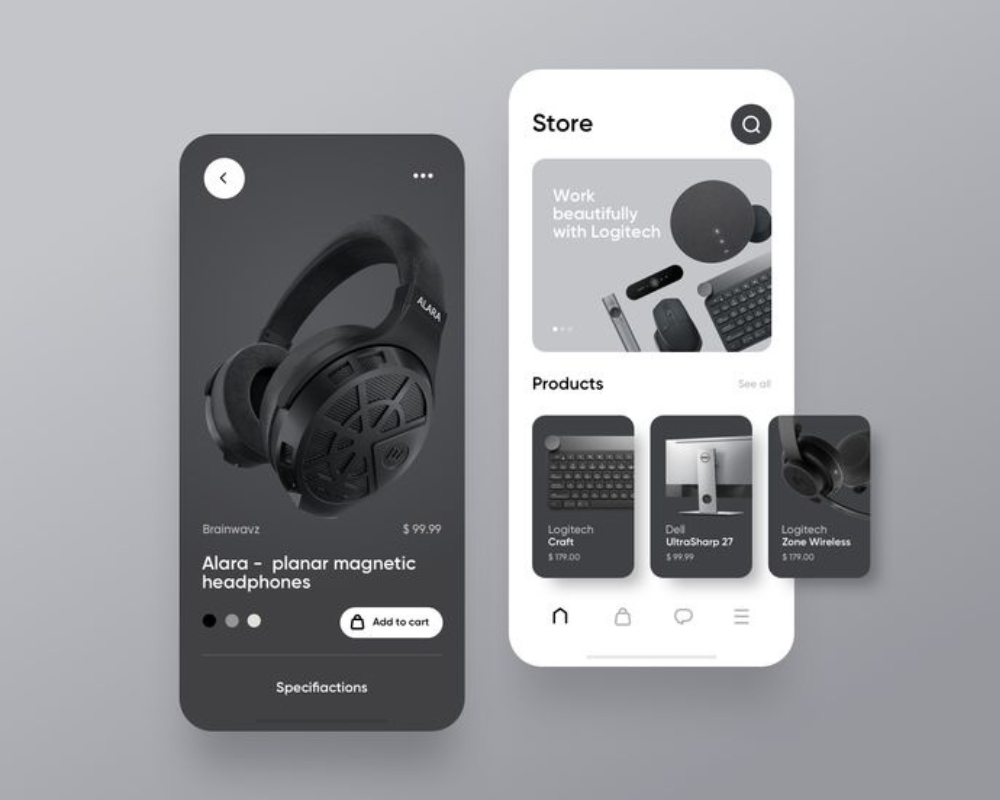 ALARA
Brainwavz
$ 99.99
Alara - planar magnetic
headphones
Add to cart
Specifiactions
Store
Work
beautifully
with Logitech
Products
See all
Logitech
Craft
$ 179.00
Dell
UltraSharp 27
$ 99.99
Logitech
Zone Wireless
$ 179.00